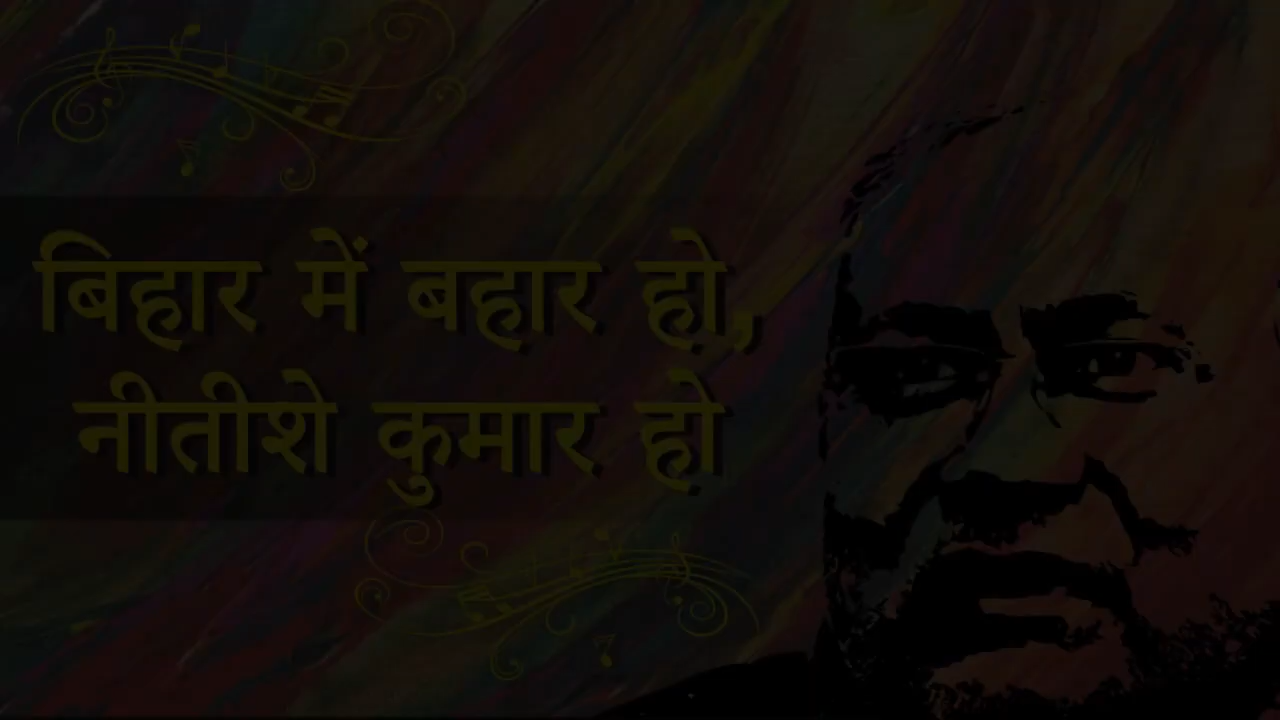 बिहार में बहार हो,
नीतीशे कुमार हो